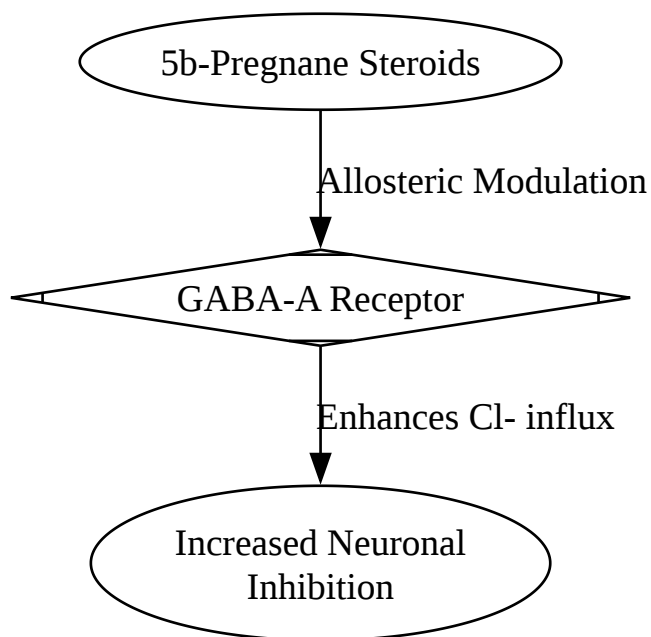 5b-Pregnane Steroids
Allosteric Modulation
GABA-A Receptor
Enhances Cl- influx
Increased Neuronal
Inhibition